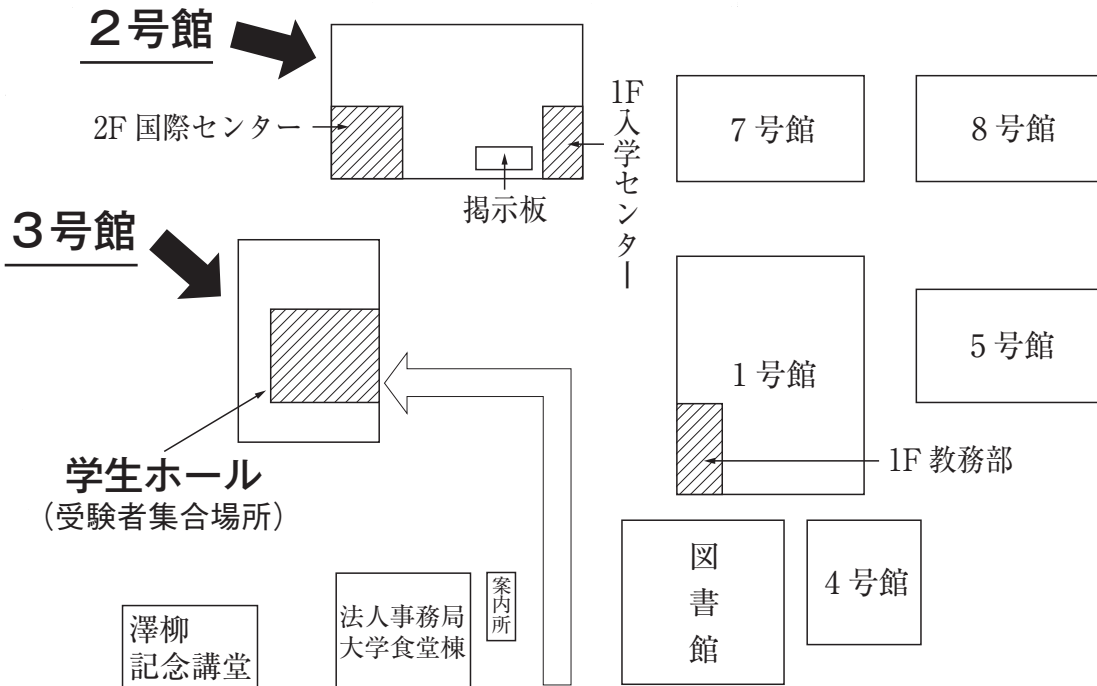 2号館
2F 国際センター
1F入学センター
掲示板
7号館
8号館
3号館
学生ホール
（受験者集合場所）
1号館
5号館
1F 教務部
図書館
4号館
案内所
法人事務局
大学食堂棟
澤柳
記念講堂